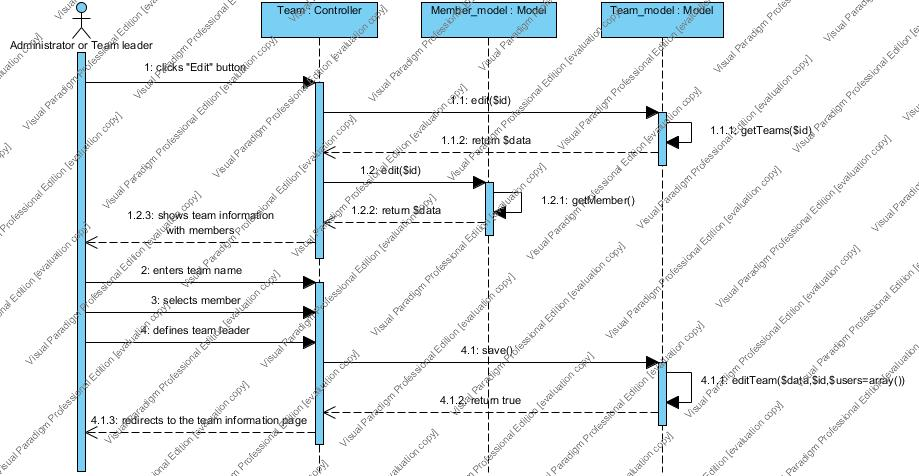 Team : Controller
Member_model : Model
Team_model : Model
Administrator or Team leader
1: clicks "Edit" button
1.1: edit($id)
1.1.1: getTeams($id)
1.1.2: return $data
1.2: edit($id)
1.2.1: getMember()
1.2.2: return $data
1.2.3: shows team information
with members
2: enters team name
3: selects member
4: defines team leader
4.1: save()
4.1.1: editTeam($data,$id,$users=array())
4.1.2: return true
4.1.3: redirects to the team information page
Visual Paradigm Professional Edition [evaluation copy]